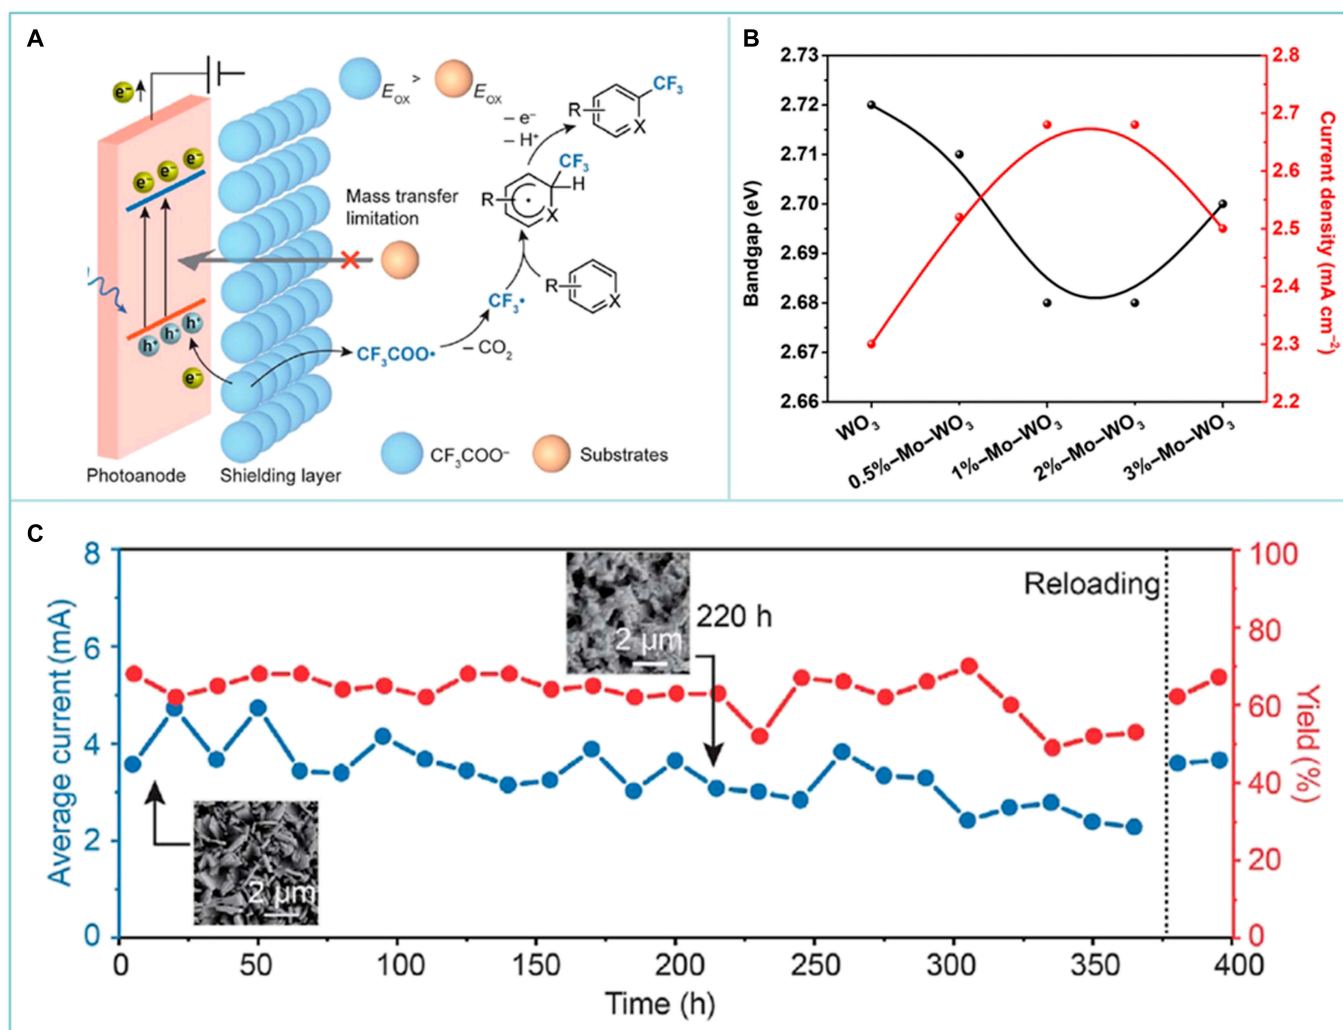 A
e⁻
e⁻ e⁻ e⁻
h⁺ h⁺ h⁺
e⁻
E_OX > E_OX
– e⁻
– H⁺
R
X
CF₃
CF₃
H
R
X
Mass transfer
limitation
R
X
CF₃•
CF₃COO•
– CO₂
CF₃COO⁻
Substrates
Photoanode
Shielding layer
B
2.73
2.72
2.71
2.70
2.69
2.68
2.67
2.66
Bandgap (eV)
2.8
2.7
2.6
2.5
2.4
2.3
2.2
Current density (mA cm⁻²)
WO₃
0.5%–Mo–WO₃
1%–Mo–WO₃
2%–Mo–WO₃
3%–Mo–WO₃
C
8
6
4
2
0
Average current (mA)
2 μm
220 h
2 μm
Reloading
100
80
60
40
20
0
Yield (%)
0 50 100 150 200 250 300 350 400
Time (h)